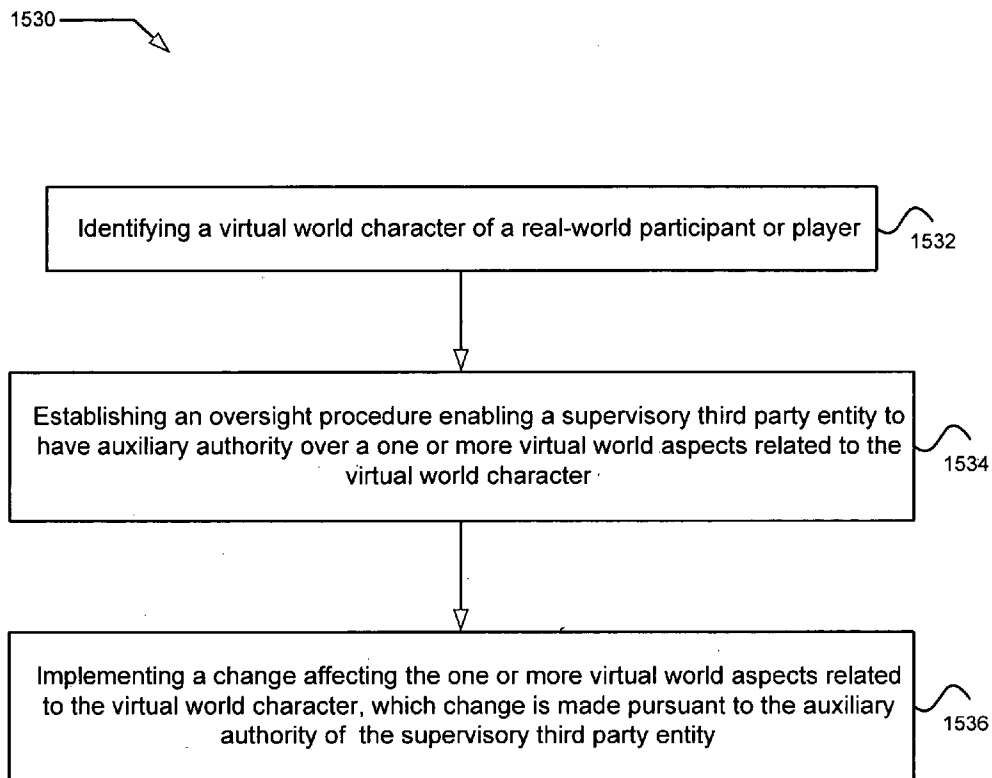 1530
Identifying a virtual world character of a real-world participant or player
1532
Establishing an oversight procedure enabling a supervisory third party entity to
have auxiliary authority over a one or more virtual world aspects related to the
virtual world character
1534
Implementing a change affecting the one or more virtual world aspects related
to the virtual world character, which change is made pursuant to the auxiliary
authority of the supervisory third party entity
1536